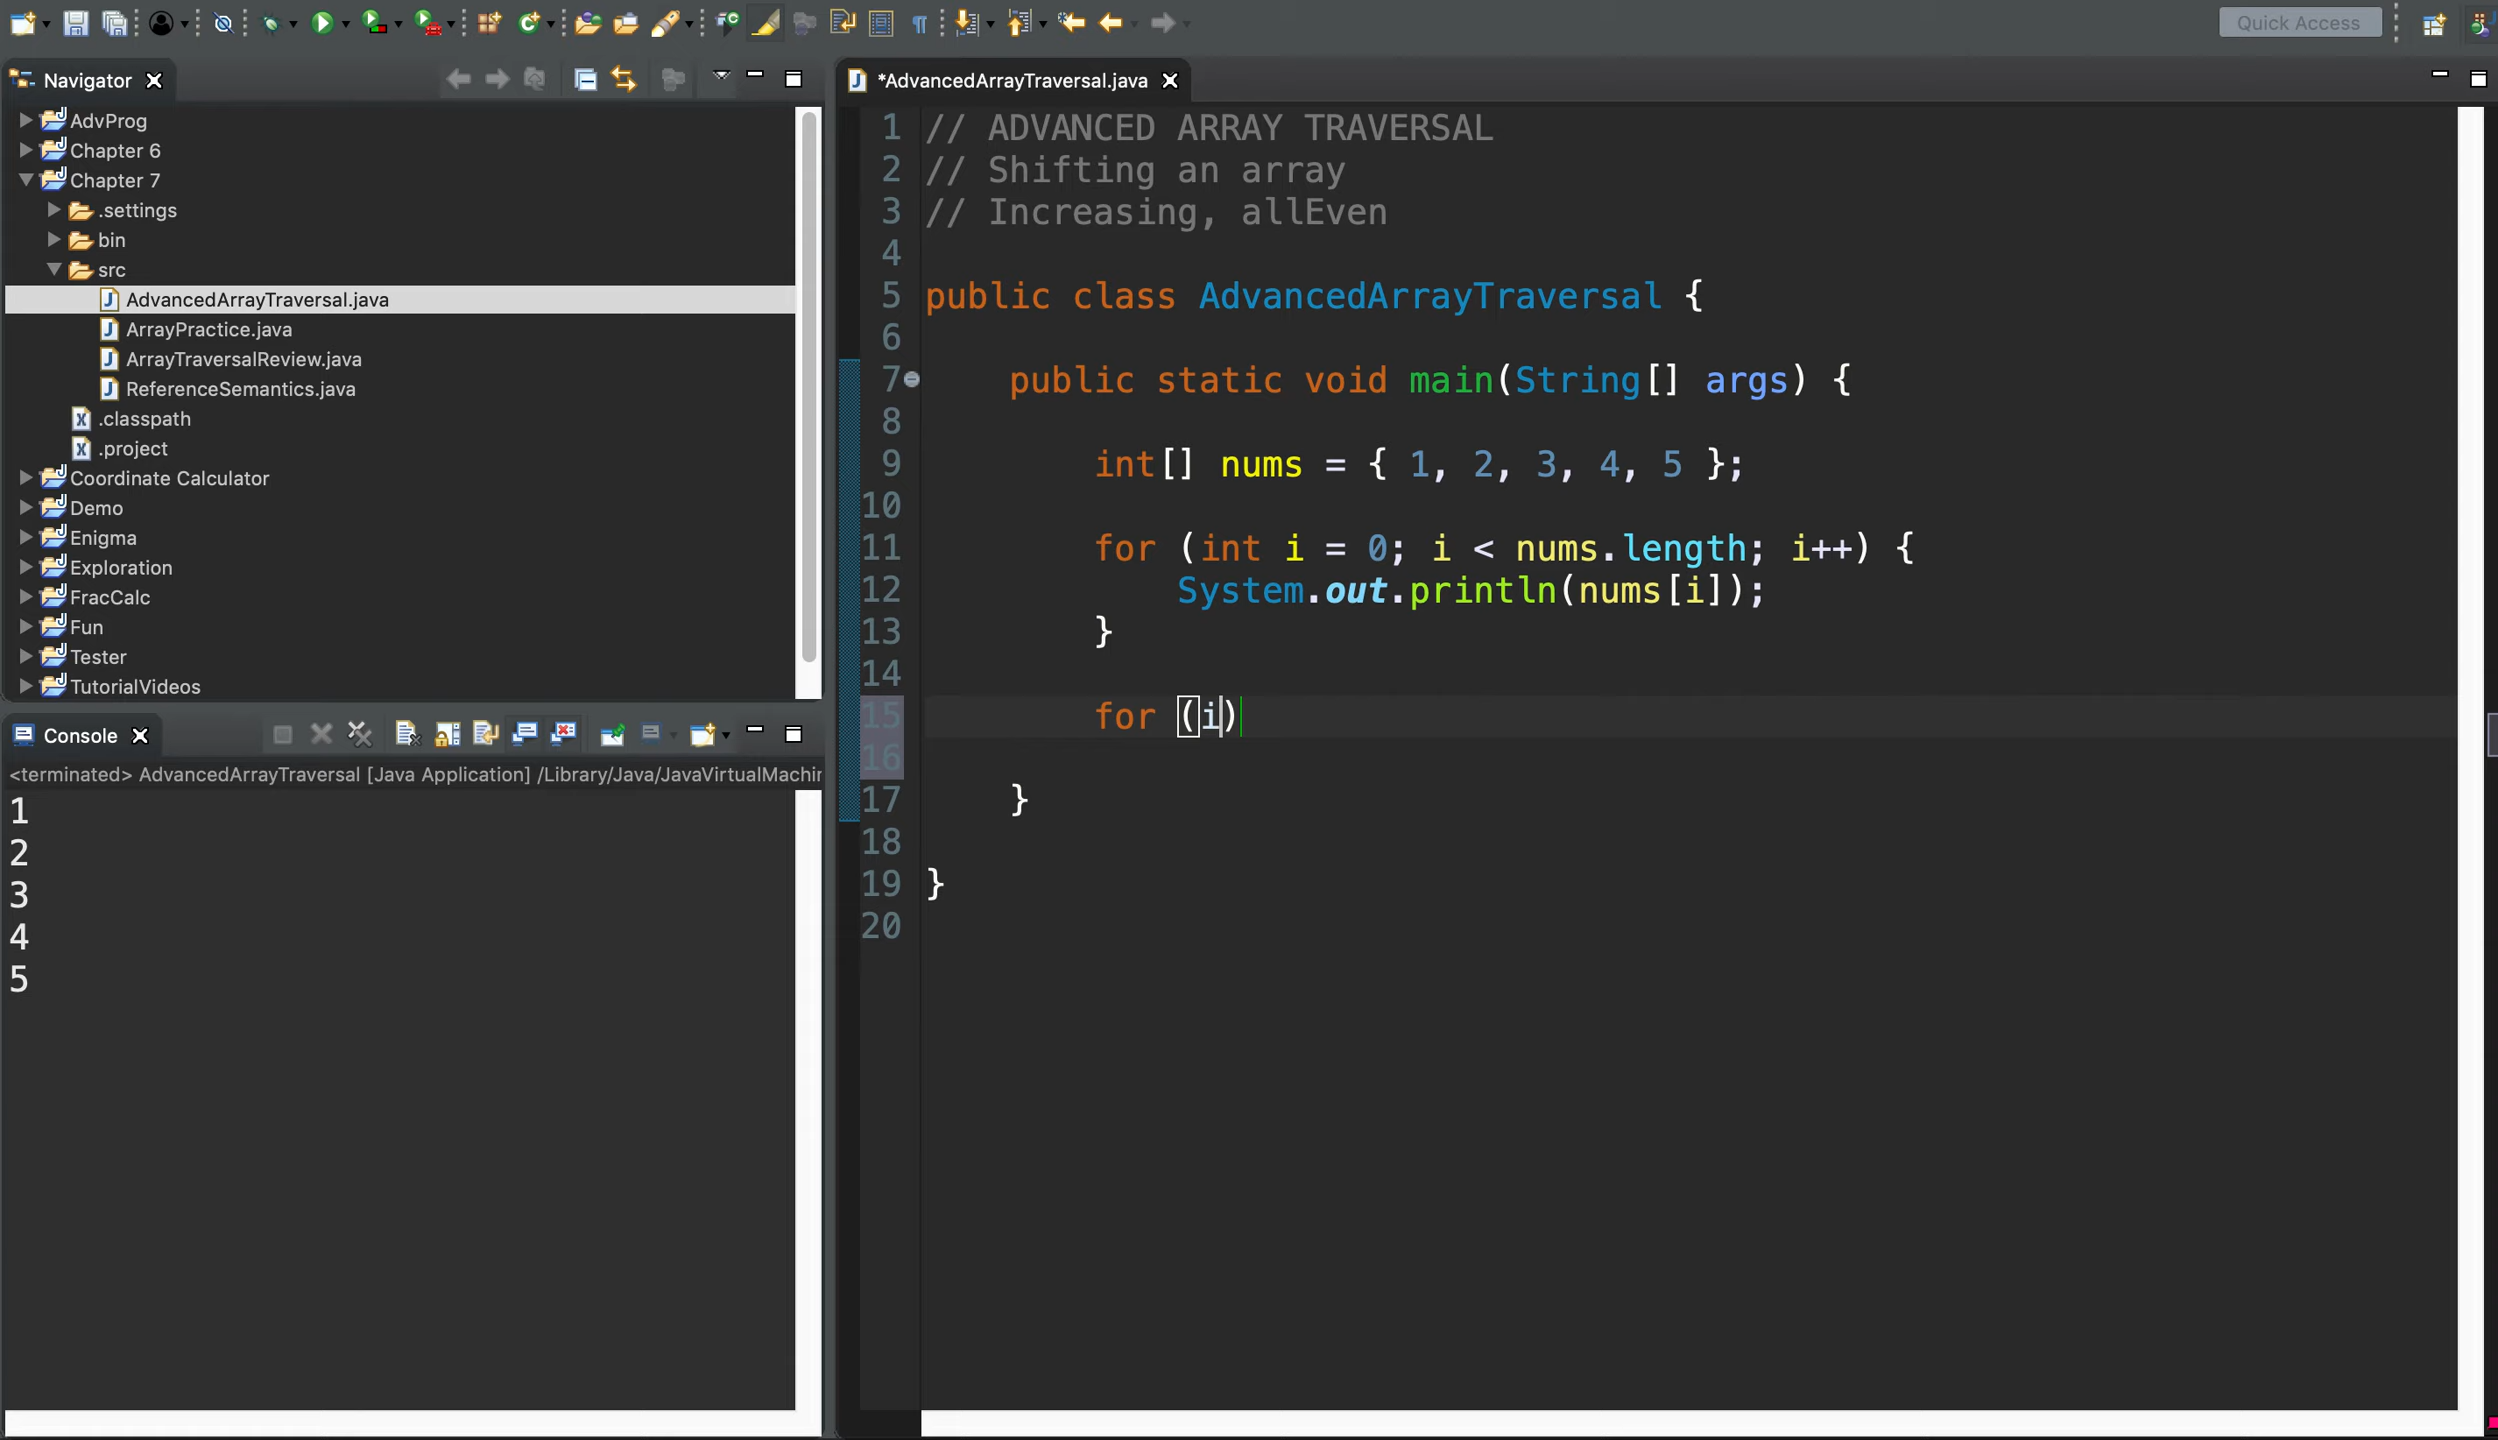 Quick Access
Navigator
AdvProg
Chapter 6
Chapter 7
.settings
bin
src
AdvancedArrayTraversal.java
ArrayPractice.java
ArrayTraversalReview.java
ReferenceSemantics.java
.classpath
.project
Coordinate Calculator
Demo
Enigma
Exploration
FracCalc
Fun
Tester
TutorialVideos
Console
<terminated> AdvancedArrayTraversal [Java Application] /Library/Java/JavaVirtualMachin
1
2
3
4
5
*AdvancedArrayTraversal.java
1 // ADVANCED ARRAY TRAVERSAL
2 // Shifting an array
3 // Increasing, allEven
4
5 public class AdvancedArrayTraversal {
6
7 public static void main(String[] args) {
8
9 int[] nums = { 1, 2, 3, 4, 5 };
10
11 for (int i = 0; i < nums.length; i++) {
12 System.out.println(nums[i]);
13 }
14
15 for (i)
16
17 }
18
19 }
20